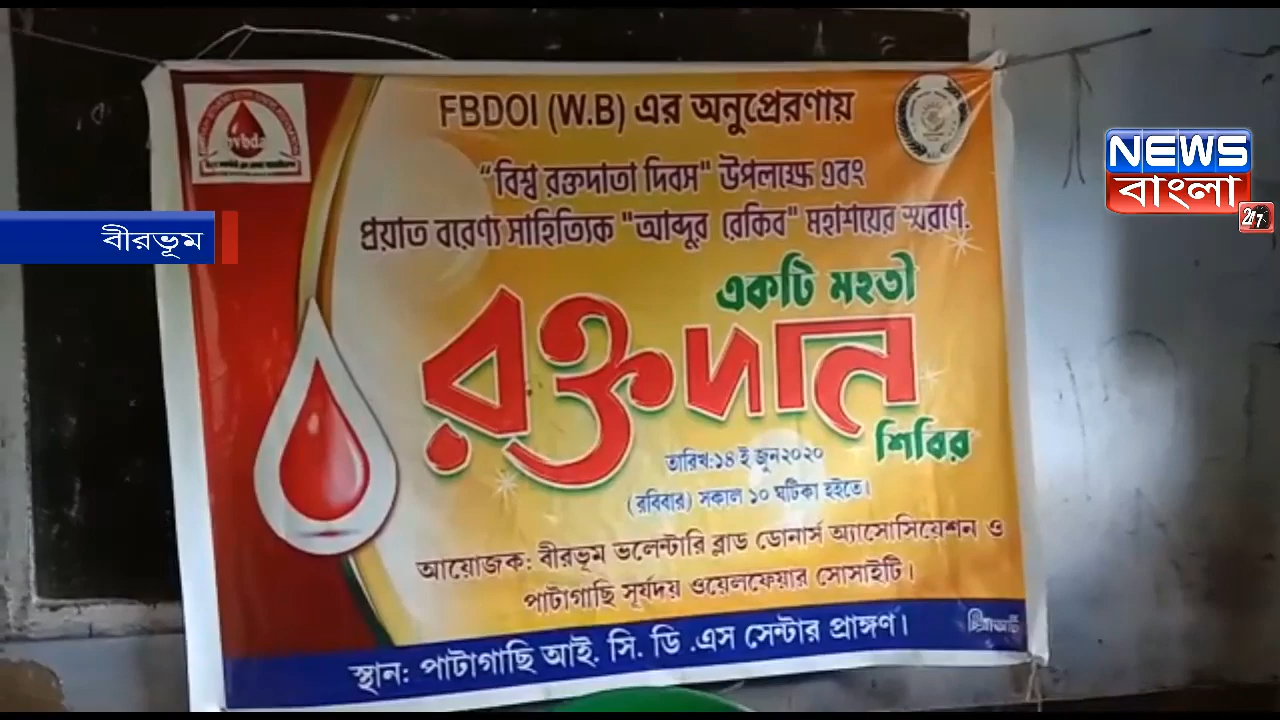 FBDOI (W.B) এর অনুপ্রেরণায়
"বিশ্ব রক্তদাতা দিবস" উপলক্ষে এবং
প্রয়াত বরেণ্য সাহিত্যিক "আব্দুর রেকিব" মহাশয়ের স্মরণে.
একটি মহতী
রক্তদান
শিবির
তারিখ:১৪ ই জুন২০২০
(রবিবার) সকাল ১০ ঘটিকা হইতে।
আয়োজক: বীরভূম ভলেন্টারি ব্লাড ডোনার্স অ্যাসোসিয়েশন ও
পাটাগাছি সূর্যদয় ওয়েলফেয়ার সোসাইটি।
স্থান: পাটাগাছি আই. সি. ডি .এস সেন্টার প্রাঙ্গণ।
বীরভূম
NEWS
বাংলা
24
7